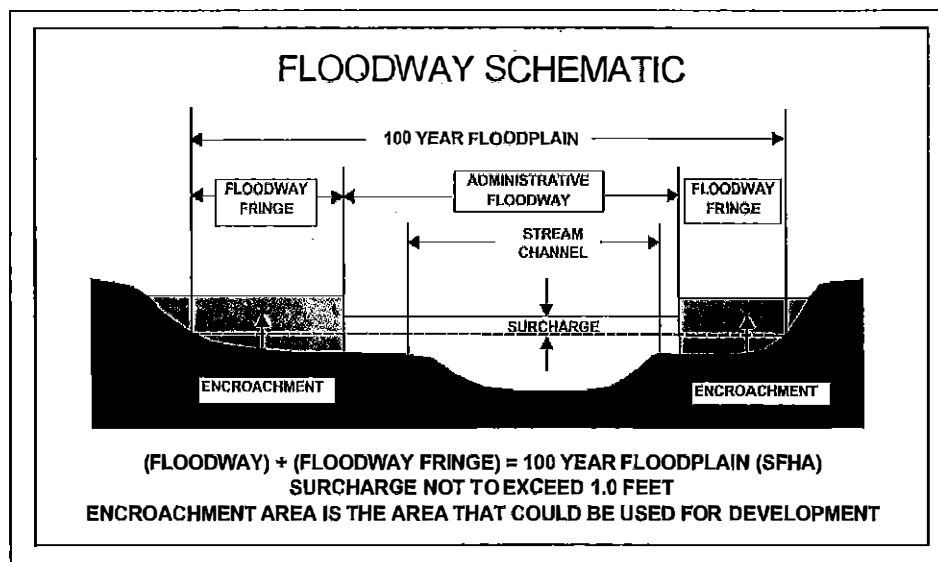 FLOODWAY SCHEMATIC
100 YEAR FLOODPLAIN
FLOODWAY
FRINGE
ADMINISTRATIVE
FLOODWAY
FLOODWAY
FRINGE
STREAM
CHANNEL
SURCHARGE
ENCROACHMENT
ENCROACHMENT
(FLOODWAY) + (FLOODWAY FRINGE) = 100 YEAR FLOODPLAIN (SFHA)
SURCHARGE NOT TO EXCEED 1.0 FEET
ENCROACHMENT AREA IS THE AREA THAT COULD BE USED FOR DEVELOPMENT